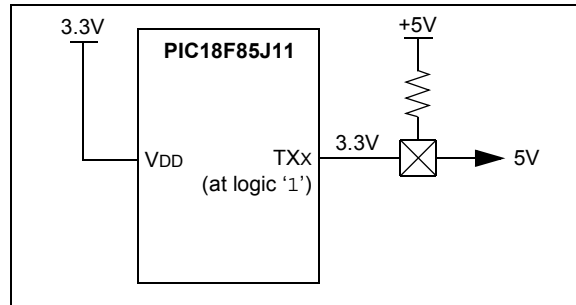 3.3V
PIC18F85J11
+5V
VDD
TXX
(at logic ‘1’)
3.3V
5V